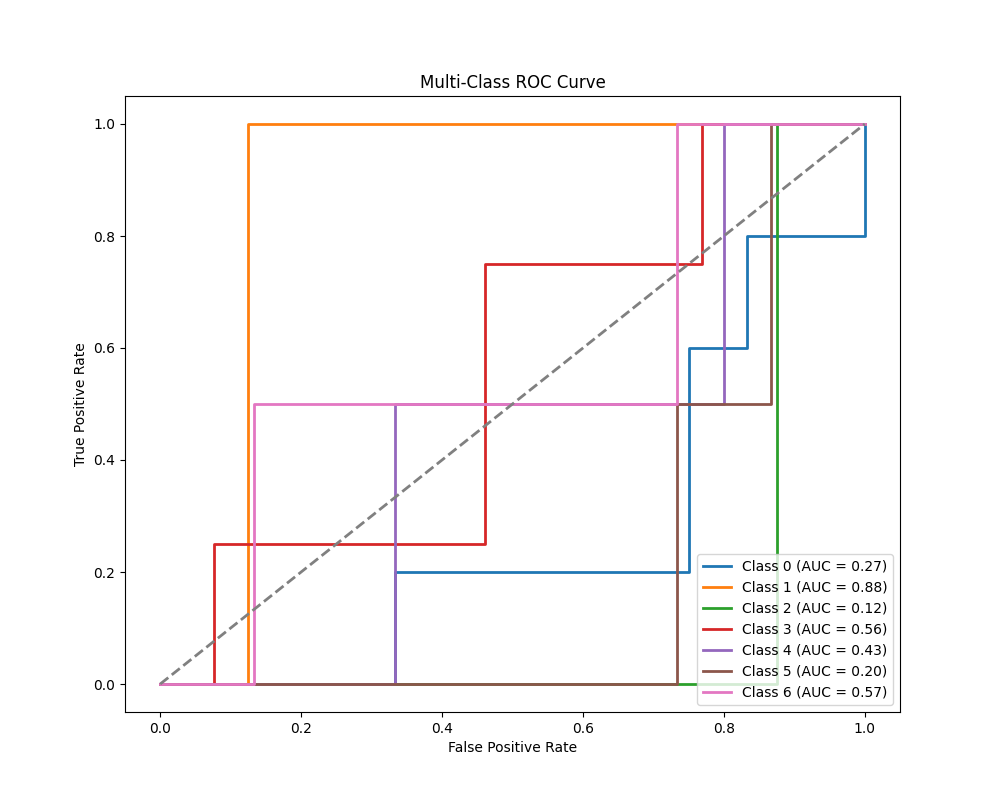 Multi-Class ROC Curve
True Positive Rate
1.0
0.8
0.6
0.4
0.2
0.0
Class 0 (AUC = 0.27)
Class 1 (AUC = 0.88)
Class 2 (AUC = 0.12)
Class 3 (AUC = 0.56)
Class 4 (AUC = 0.43)
Class 5 (AUC = 0.20)
Class 6 (AUC = 0.57)
0.0 0.2 0.4 0.6 0.8 1.0
False Positive Rate